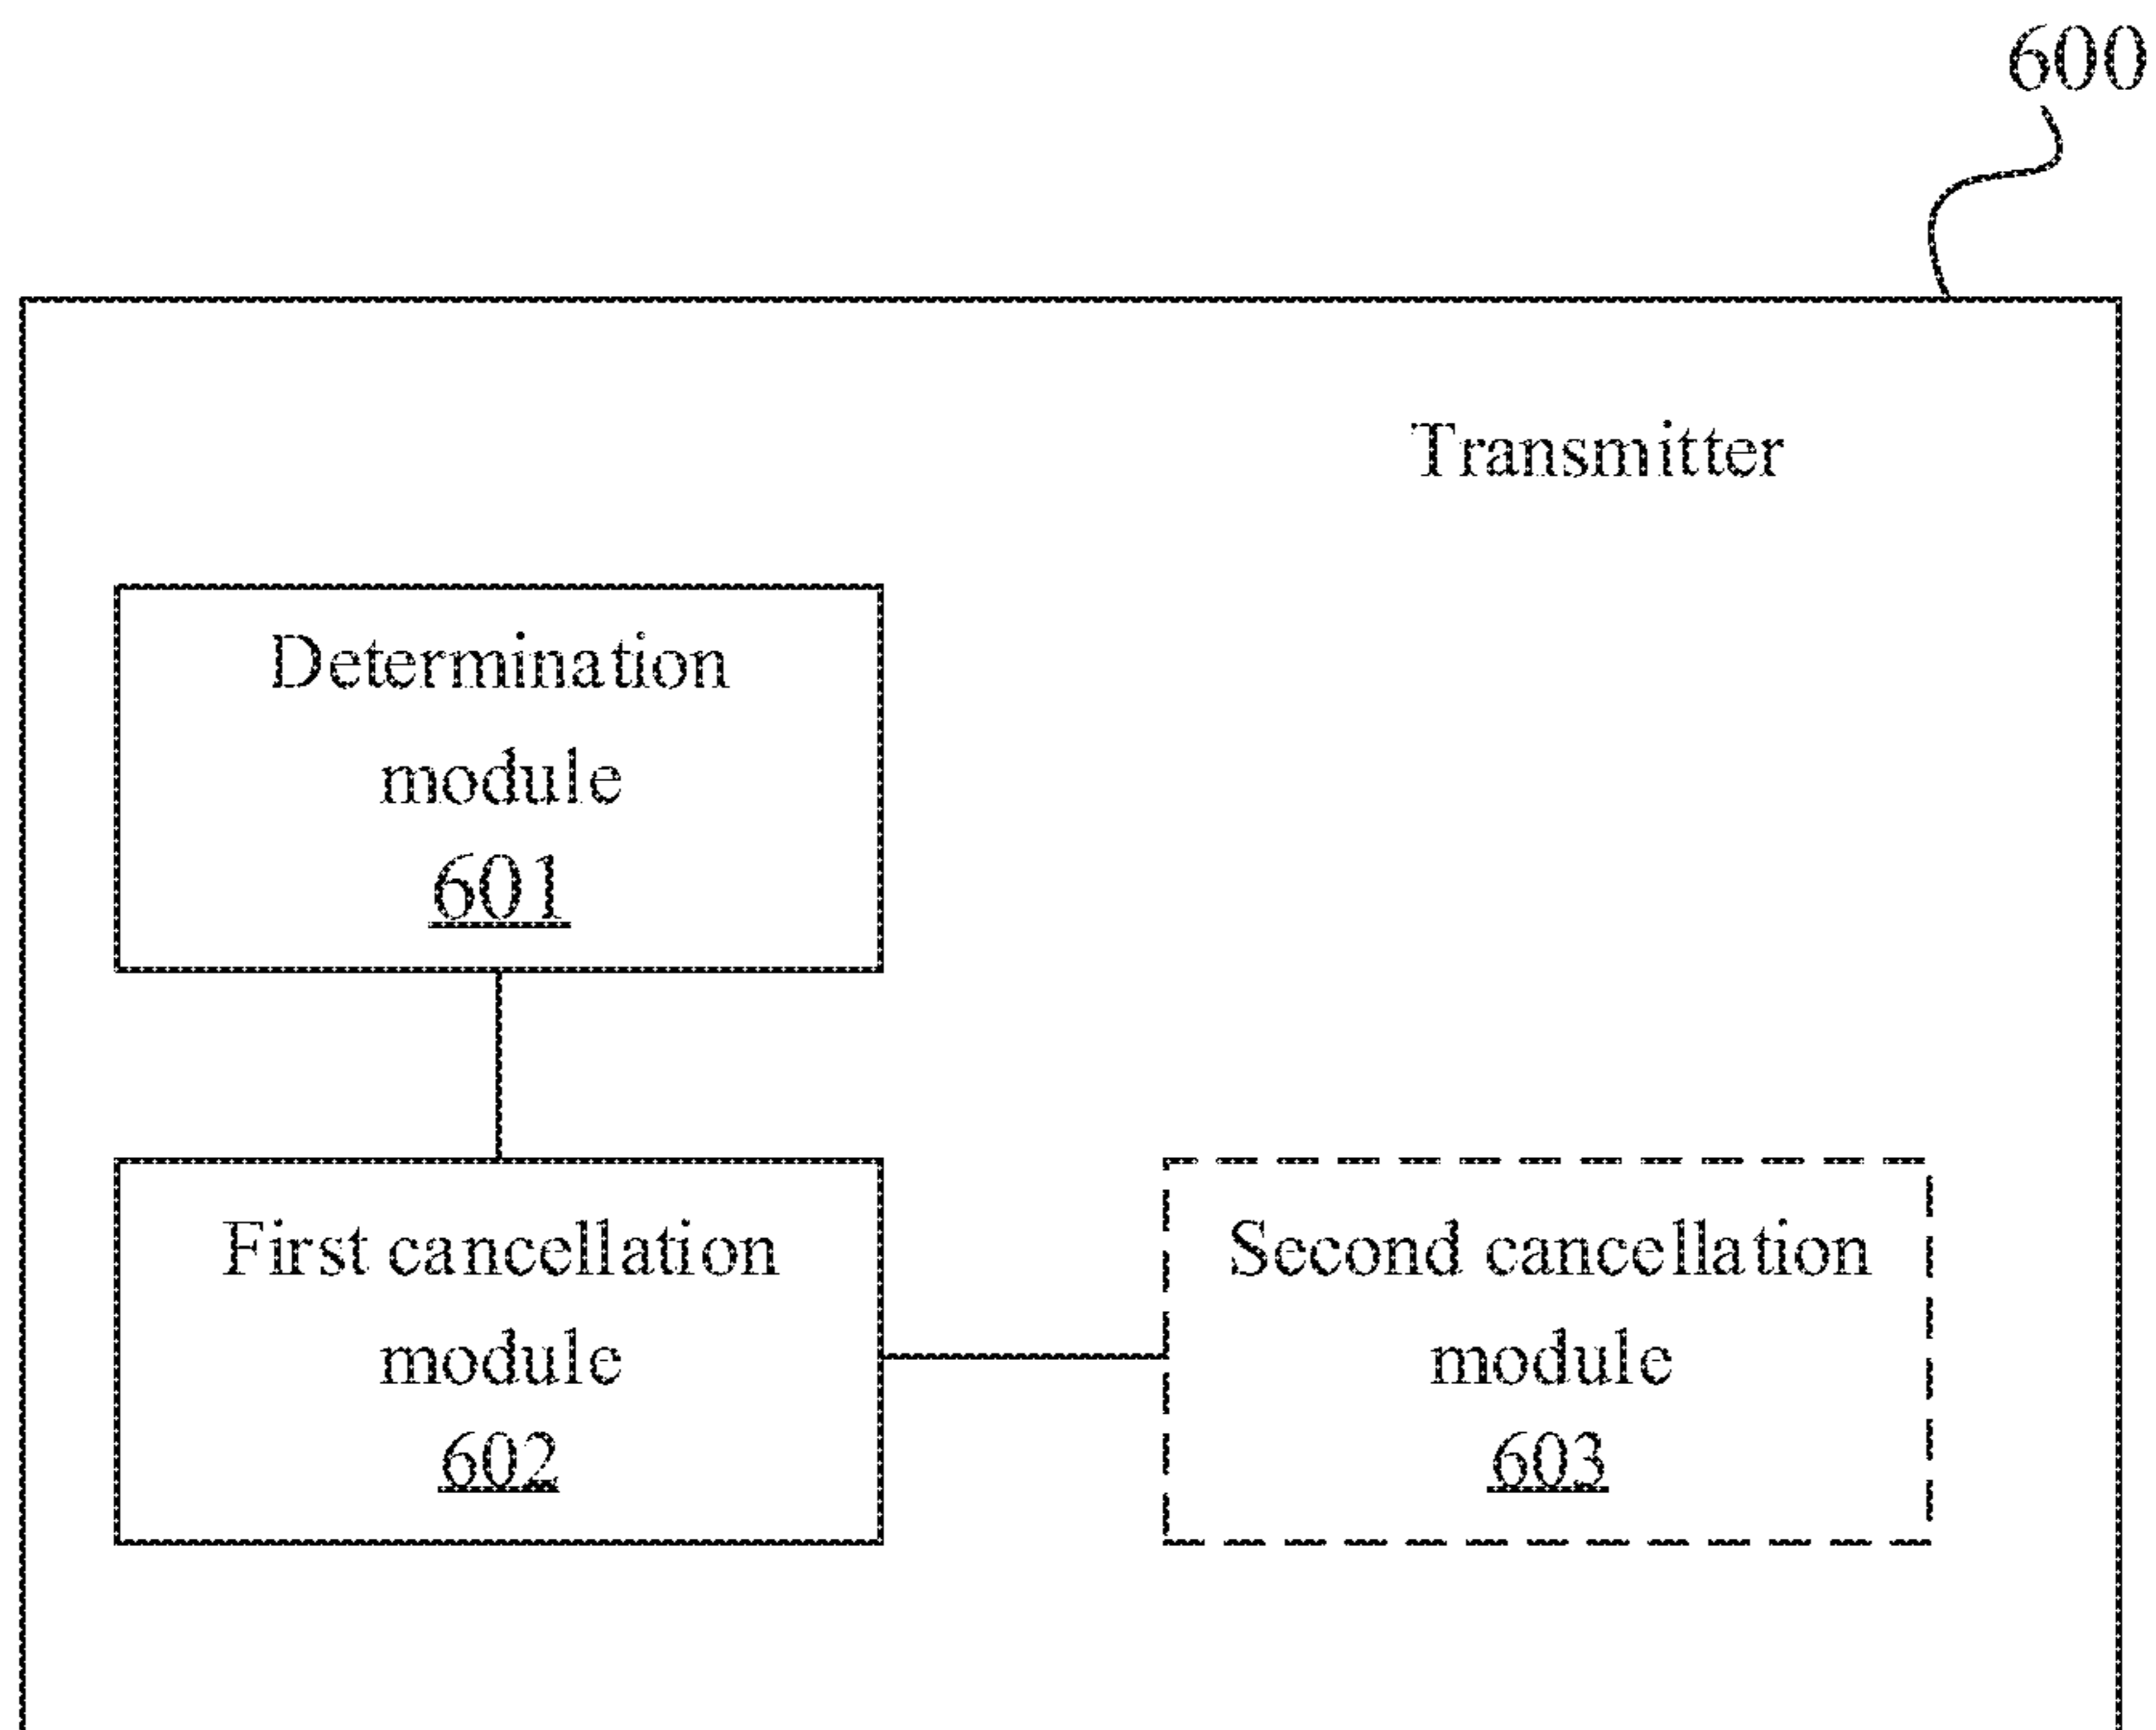 600
Transmitter
Determination
module
601
First cancellation
module
602
Second cancellation
module
603